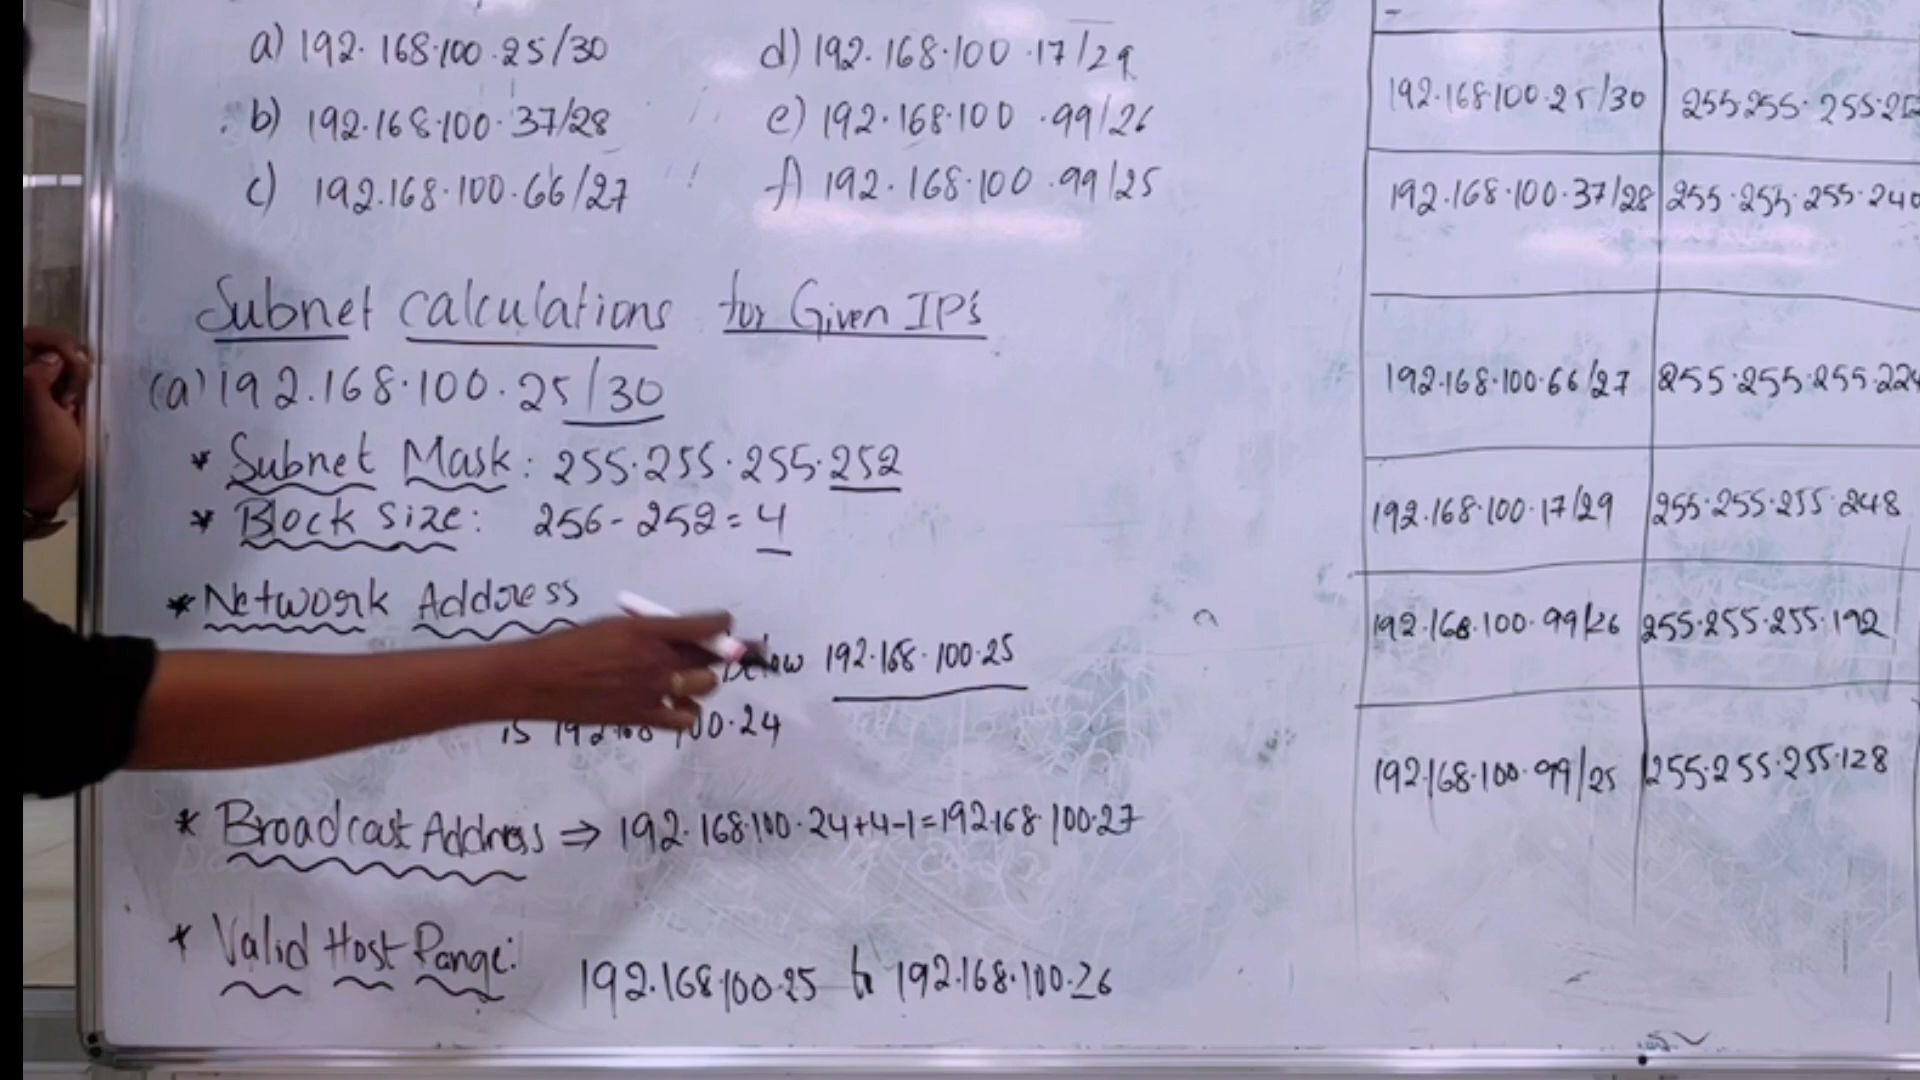 a) 192.168.100.25/30
b) 192.168.100.37/28
c) 192.168.100.66/27
d) 192.168.100.17/29
e) 192.168.100.99/26
f) 192.168.100.99/25
Subnet calculations for Given IP's
(a) 192.168.100.25/30
* Subnet Mask: 255.255.255.252
* Block size: 256-252=4
* Network Address
below 192.168.100.25
is 100.24
* Broadcast Address ⇒ 192.168.100.24+4-1=192.168.100.27
* Valid Host Range:
192.168.100.25 to 192.168.100.26
192.168.100.25/30 255.255.255.25
192.168.100.37/28 255.255.255.240
192.168.100.66/27 255.255.255.224
192.168.100.17/29 255.255.255.248
192.168.100.99/26 255.255.255.192
192.168.100.99/25 255.255.255.128